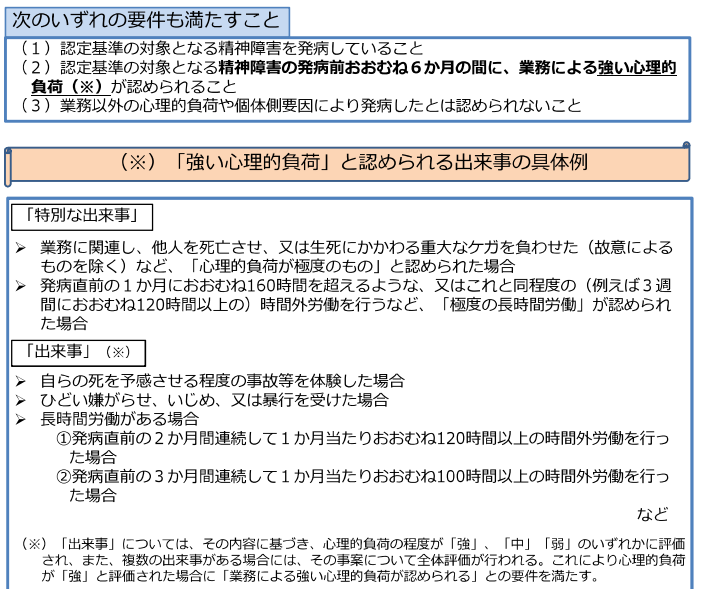 次のいずれの要件も満たすこと
（１）認定基準の対象となる精神障害を発病していること
（２）認定基準の対象となる精神障害の発病前おおむね６か月の間に、業務による強い心理的
負荷（※）が認められること
（３）業務以外の心理的負荷や個体側要因により発病したとは認められないこと
（※）「強い心理的負荷」と認められる出来事の具体例
「特別な出来事」
➢ 業務に関連し、他人を死亡させ、又は生死にかかわる重大なケガを負わせた（故意による
ものを除く）など、「心理的負荷が極度のもの」と認められた場合
➢ 発病直前の１か月におおむね160時間を超えるような、又はこれと同程度の（例えば３週
間におおむね120時間以上の）時間外労働を行うなど、「極度の長時間労働」が認められ
た場合
「出来事」（※）
➢ 自らの死を予感させる程度の事故等を体験した場合
➢ ひどい嫌がらせ、いじめ、又は暴行を受けた場合
➢ 長時間労働がある場合
①発病直前の２か月間連続して１か月当たりおおむね120時間以上の時間外労働を行っ
た場合
②発病直前の３か月間連続して１か月当たりおおむね100時間以上の時間外労働を行っ
た場合
など
（※）「出来事」については、その内容に基づき、心理的負荷の程度が「強」、「中」「弱」のいずれかに評価
され、また、複数の出来事がある場合には、その事案について全体評価が行われる。これにより心理的負荷
が「強」と評価された場合に「業務による強い心理的負荷が認められる」との要件を満たす。